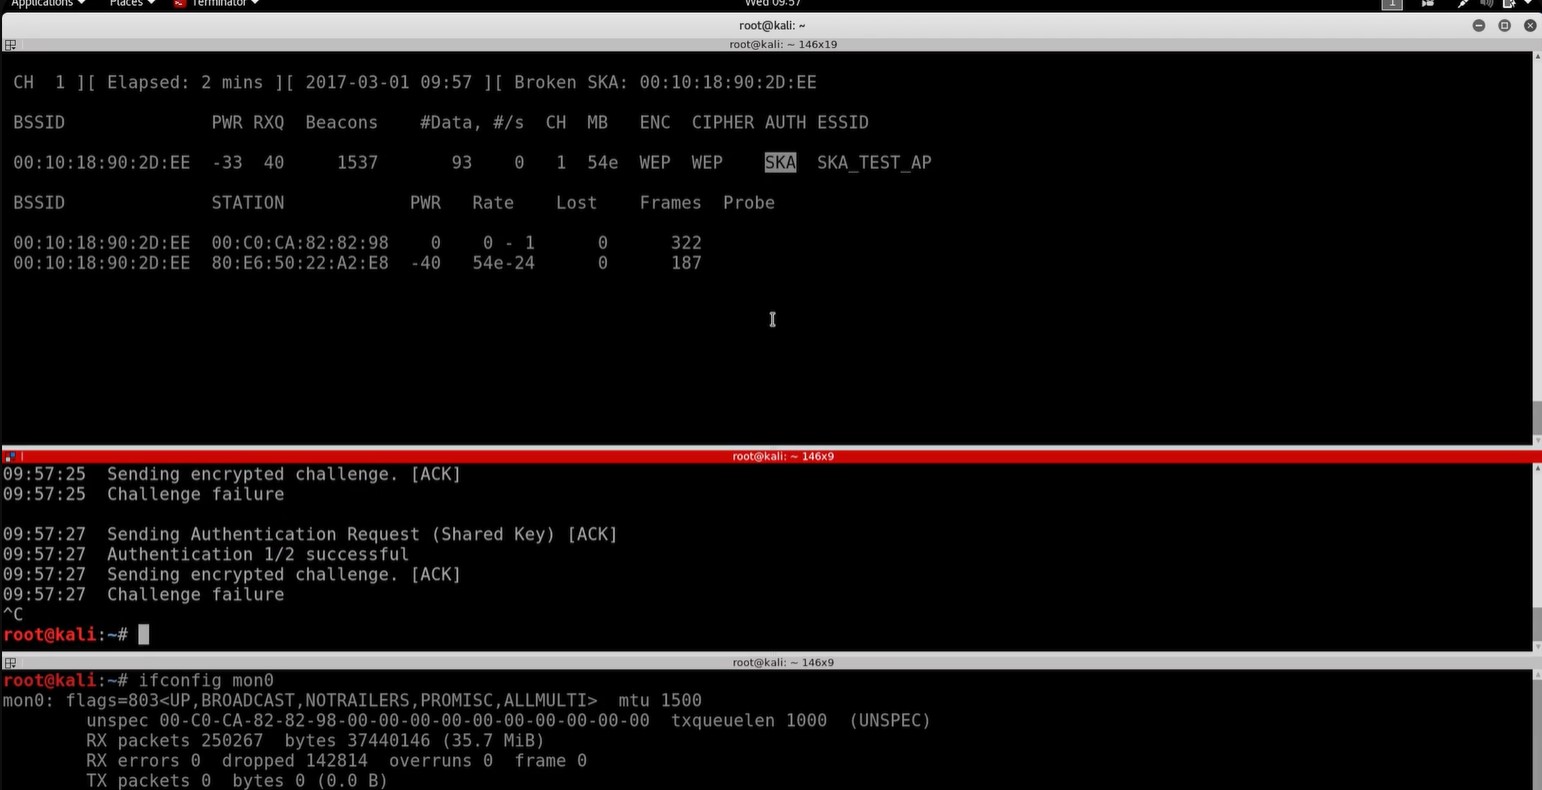 Applications Places Terminator Wed 09:57 1
root@kali: ~
root@kali: ~ 146x19
CH 1 ][ Elapsed: 2 mins ][ 2017-03-01 09:57 ][ Broken SKA: 00:10:18:90:2D:EE
BSSID PWR RXQ Beacons #Data, #/s CH MB ENC CIPHER AUTH ESSID
00:10:18:90:2D:EE -33 40 1537 93 0 1 54e WEP WEP SKA SKA_TEST_AP
BSSID STATION PWR Rate Lost Frames Probe
00:10:18:90:2D:EE 00:C0:CA:82:82:98 0 0 - 1 0 322
00:10:18:90:2D:EE 80:E6:50:22:A2:E8 -40 54e-24 0 187
root@kali: ~ 146x9
09:57:25 Sending encrypted challenge. [ACK]
09:57:25 Challenge failure
09:57:27 Sending Authentication Request (Shared Key) [ACK]
09:57:27 Authentication 1/2 successful
09:57:27 Sending encrypted challenge. [ACK]
09:57:27 Challenge failure
^C
root@kali:~#
root@kali: ~ 146x9
root@kali:~# ifconfig mon0
mon0: flags=803<UP,BROADCAST,NOTRAILERS,PROMISC,ALLMULTI> mtu 1500
unspec 00-C0-CA-82-82-98-00-00-00-00-00-00-00-00-00-00 txqueuelen 1000 (UNSPEC)
RX packets 250267 bytes 37440146 (35.7 MiB)
RX errors 0 dropped 142814 overruns 0 frame 0
TX packets 0 bytes 0 (0.0 B)